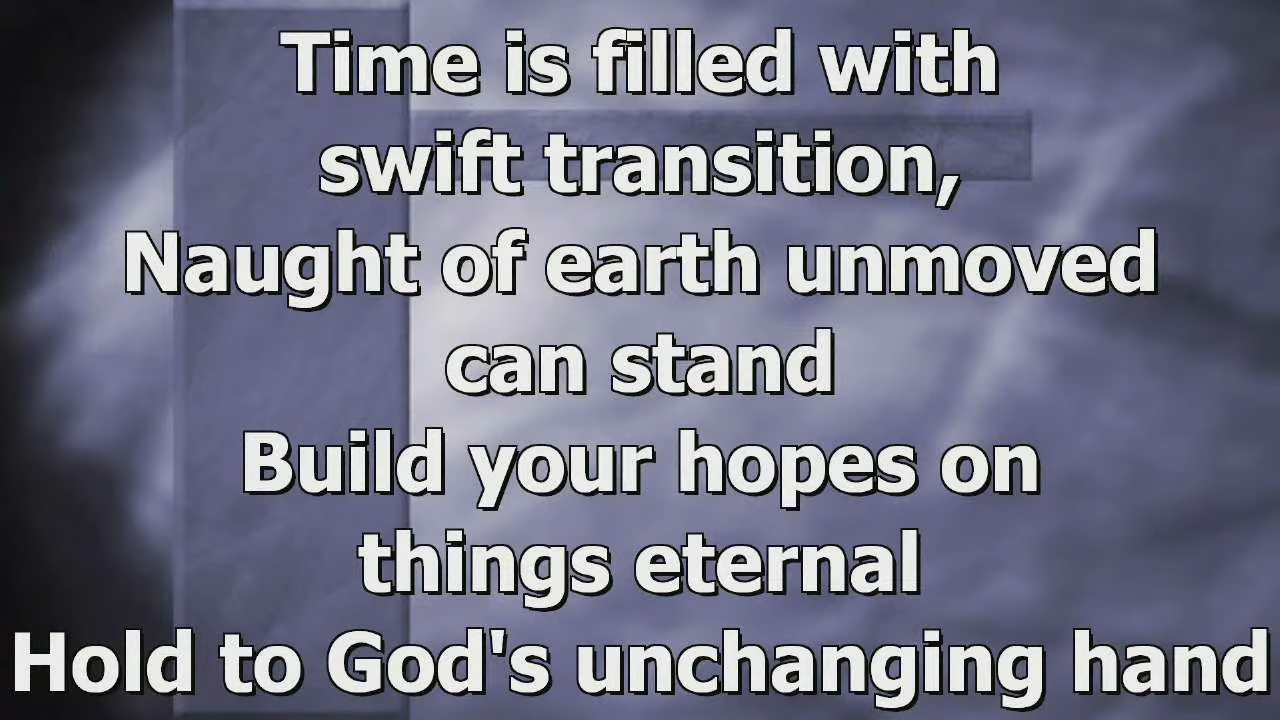 Time is filled with
swift transition,
Naught of earth unmoved
can stand
Build your hopes on
things eternal
Hold to God's unchanging hand